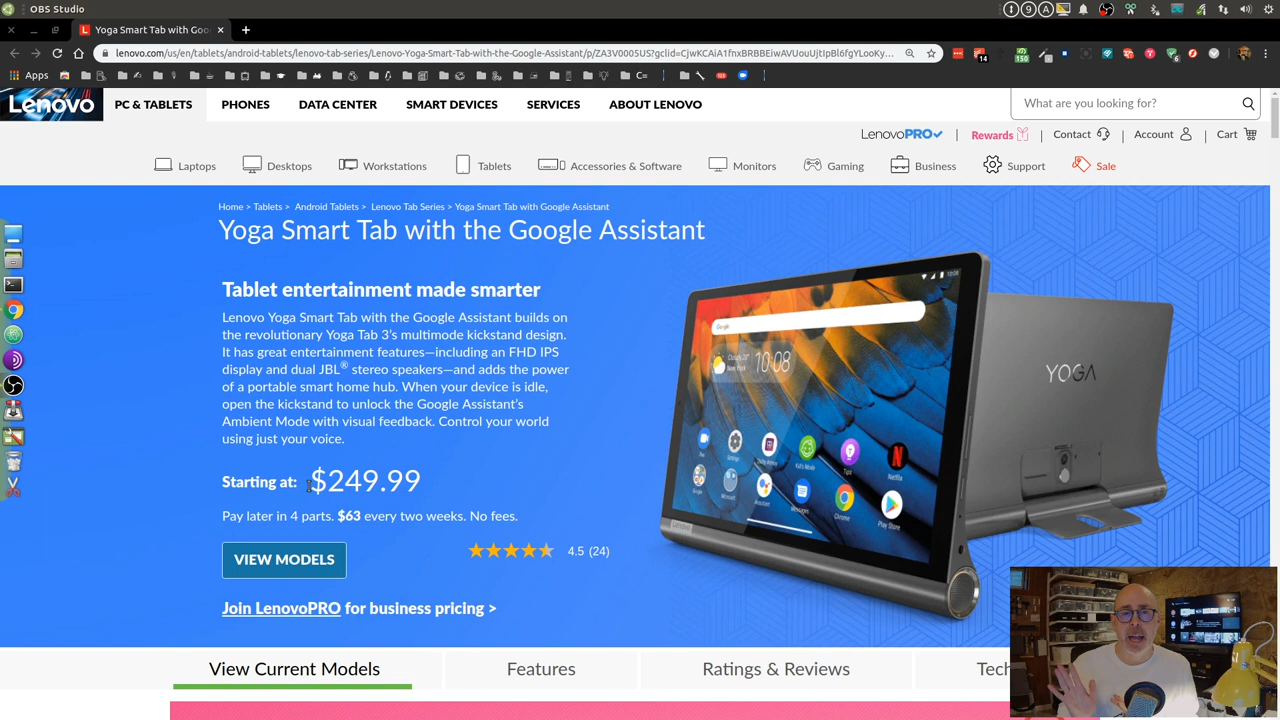 OBS Studio
Yoga Smart Tab with Goo
lenovo.com/us/en/tablets/android-tablets/lenovo-tab-series/Lenovo-Yoga-Smart-Tab-with-the-Google-Assistant/p/ZA3V0005US?gclid=CjwKCAiA1fnxBRBBEiwAVUouUjtIpBl6fgYLooKy...
14
150
6
Apps
C=
Lenovo
PC & TABLETS
PHONES
DATA CENTER
SMART DEVICES
SERVICES
ABOUT LENOVO
What are you looking for?
LenovoPRO
Rewards
Contact
Account
Cart
Laptops
Desktops
Workstations
Tablets
Accessories & Software
Monitors
Gaming
Business
Support
Sale
Home > Tablets > Android Tablets > Lenovo Tab Series > Yoga Smart Tab with Google Assistant
Yoga Smart Tab with the Google Assistant
Tablet entertainment made smarter
Lenovo Yoga Smart Tab with the Google Assistant builds on
the revolutionary Yoga Tab 3's multimode kickstand design.
It has great entertainment features—including an FHD IPS
display and dual JBL® stereo speakers—and adds the power
of a portable smart home hub. When your device is idle,
open the kickstand to unlock the Google Assistant's
Ambient Mode with visual feedback. Control your world
using just your voice.
Starting at: $249.99
Pay later in 4 parts. $63 every two weeks. No fees.
VIEW MODELS
4.5 (24)
Join LenovoPRO for business pricing >
10:08
YOGA
View Current Models
Features
Ratings & Reviews
Tec